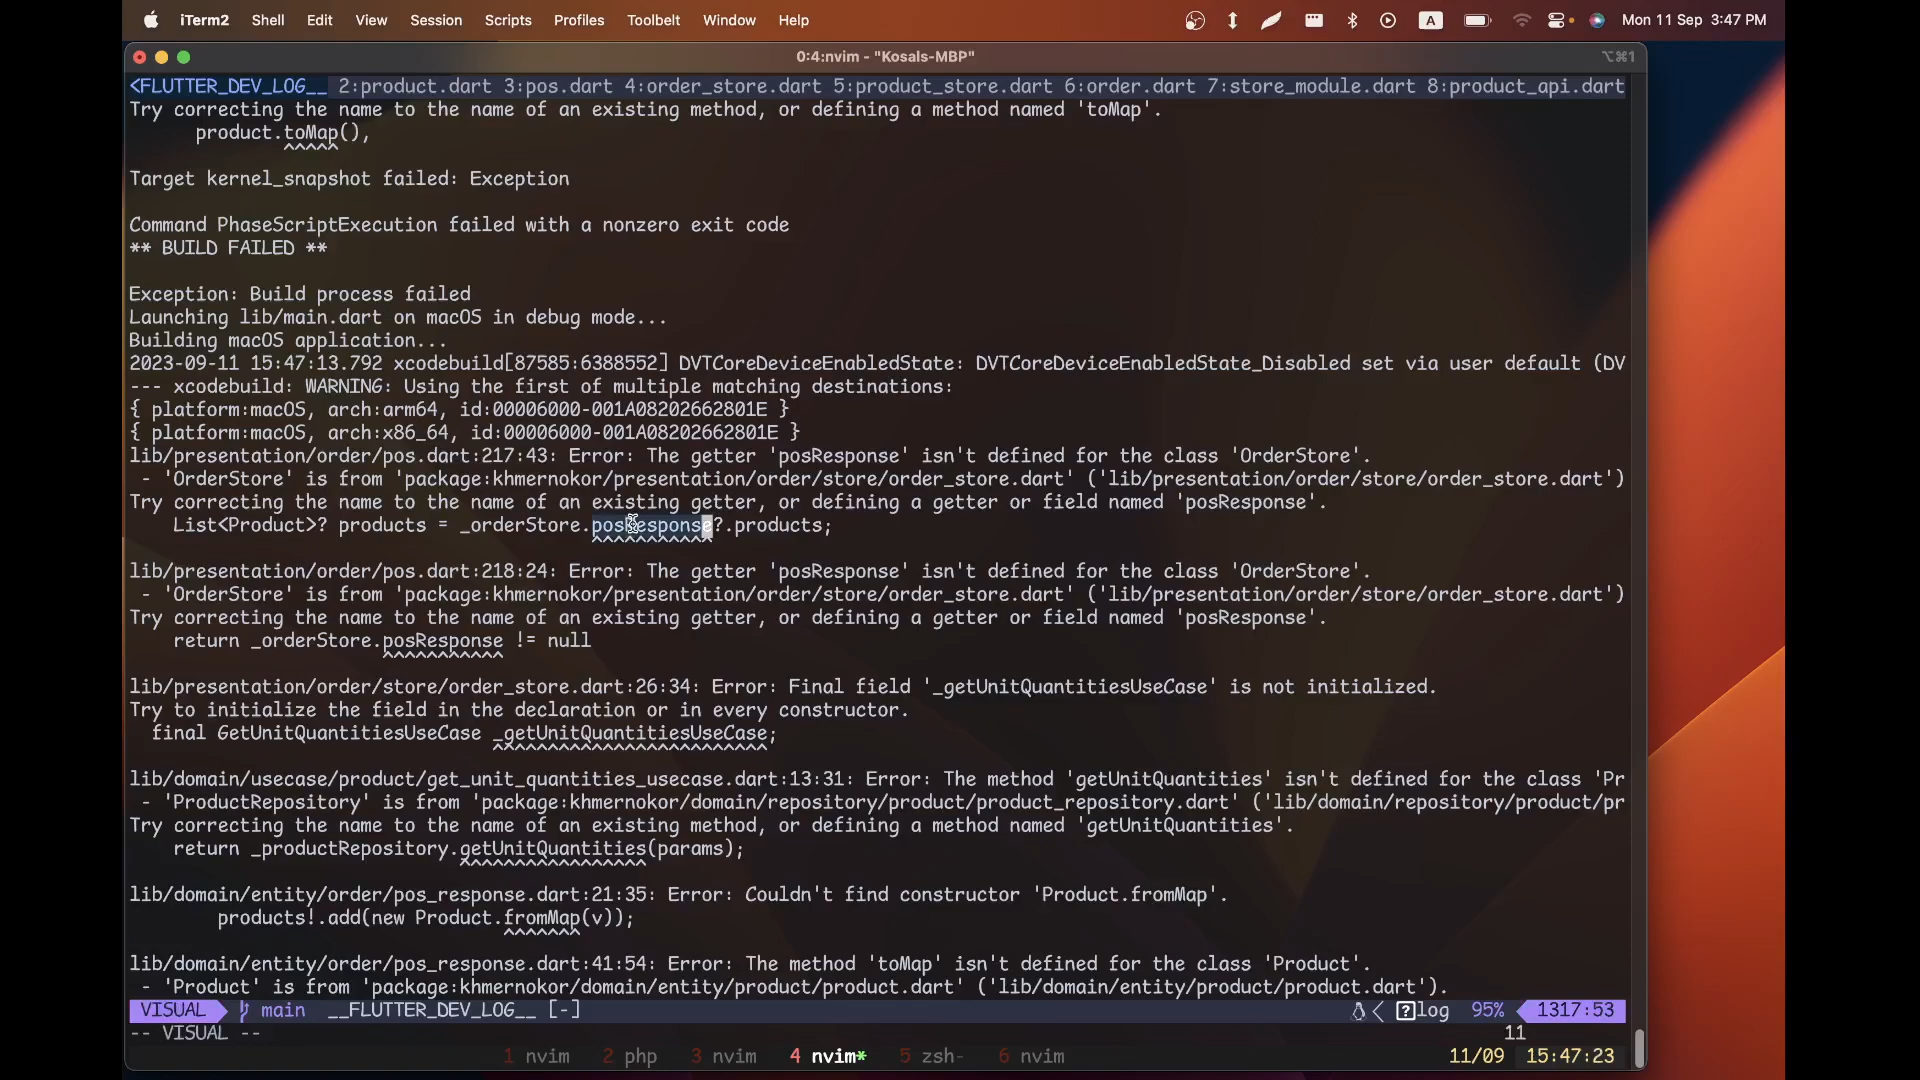 iTerm2 Shell Edit View Session Scripts Profiles Toolbelt Window Help A Mon 11 Sep 3:47 PM
0:4:nvim - "Kosals-MBP" ⌥⌘1
<FLUTTER_DEV_LOG__ 2:product.dart 3:pos.dart 4:order_store.dart 5:product_store.dart 6:order.dart 7:store_module.dart 8:product_api.dart
Try correcting the name to the name of an existing method, or defining a method named 'toMap'.
product.toMap(),
^^^^^
Target kernel_snapshot failed: Exception
Command PhaseScriptExecution failed with a nonzero exit code
** BUILD FAILED **
Exception: Build process failed
Launching lib/main.dart on macOS in debug mode...
Building macOS application...
2023-09-11 15:47:13.792 xcodebuild[87585:6388552] DVTCoreDeviceEnabledState: DVTCoreDeviceEnabledState_Disabled set via user default (DV
--- xcodebuild: WARNING: Using the first of multiple matching destinations:
{ platform:macOS, arch:arm64, id:00006000-001A08202662801E }
{ platform:macOS, arch:x86_64, id:00006000-001A08202662801E }
lib/presentation/order/pos.dart:217:43: Error: The getter 'posResponse' isn't defined for the class 'OrderStore'.
- 'OrderStore' is from 'package:khmernokor/presentation/order/store/order_store.dart' ('lib/presentation/order/store/order_store.dart')
Try correcting the name to the name of an existing getter, or defining a getter or field named 'posResponse'.
List<Product>? products = _orderStore.posResponse?.products;
^^^^^^^^^^^
lib/presentation/order/pos.dart:218:24: Error: The getter 'posResponse' isn't defined for the class 'OrderStore'.
- 'OrderStore' is from 'package:khmernokor/presentation/order/store/order_store.dart' ('lib/presentation/order/store/order_store.dart')
Try correcting the name to the name of an existing getter, or defining a getter or field named 'posResponse'.
return _orderStore.posResponse != null
^^^^^^^^^^^
lib/presentation/order/store/order_store.dart:26:34: Error: Final field '_getUnitQuantitiesUseCase' is not initialized.
Try to initialize the field in the declaration or in every constructor.
final GetUnitQuantitiesUseCase _getUnitQuantitiesUseCase;
^^^^^^^^^^^^^^^^^^^^^^^^^
lib/domain/usecase/product/get_unit_quantities_usecase.dart:13:31: Error: The method 'getUnitQuantities' isn't defined for the class 'Pr
- 'ProductRepository' is from 'package:khmernokor/domain/repository/product/product_repository.dart' ('lib/domain/repository/product/pr
Try correcting the name to the name of an existing method, or defining a method named 'getUnitQuantities'.
return _productRepository.getUnitQuantities(params);
^^^^^^^^^^^^^^^^^
lib/domain/entity/order/pos_response.dart:21:35: Error: Couldn't find constructor 'Product.fromMap'.
products!.add(new Product.fromMap(v));
^^^^^^^
lib/domain/entity/order/pos_response.dart:41:54: Error: The method 'toMap' isn't defined for the class 'Product'.
- 'Product' is from 'package:khmernokor/domain/entity/product/product.dart' ('lib/domain/entity/product/product.dart').
VISUAL main __FLUTTER_DEV_LOG__ [-] log 95% 1317:53
-- VISUAL -- 11
1 nvim 2 php 3 nvim 4 nvim* 5 zsh- 6 nvim 11/09 15:47:23